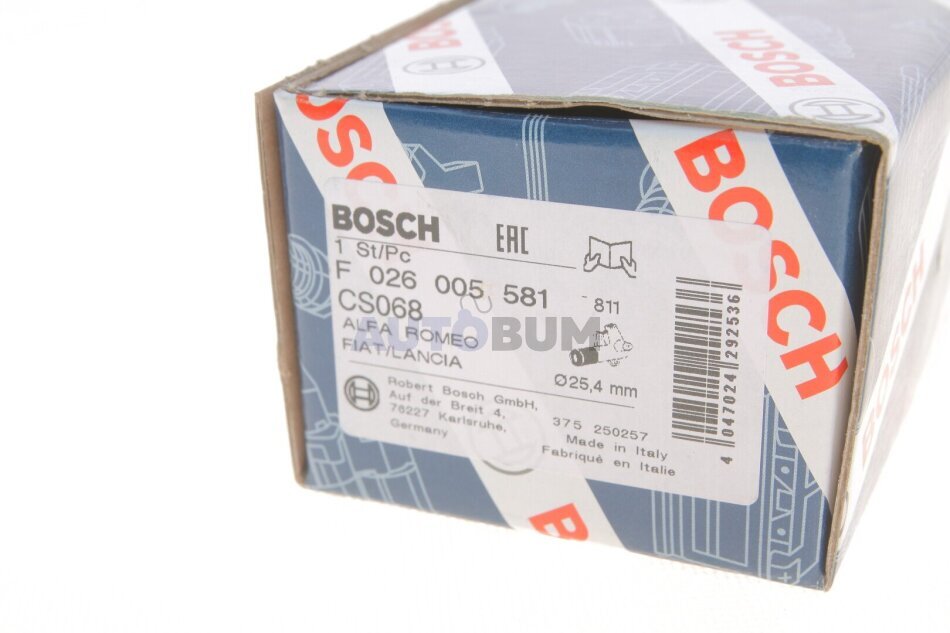 BOSCH
BOSCH
BOSCH
BOSCH
BOSCH
EAC
1 St/Pc
F 026 005 581
811
CS068
ALFA ROMEO
FIAT/LANCIA
AUTOBUM
Ø25,4 mm
Robert Bosch GmbH,
Auf der Breit 4,
76227 Karlsruhe,
Germany
375 250257
Made in Italy
Fabriqué en Italie
4 047024 292536